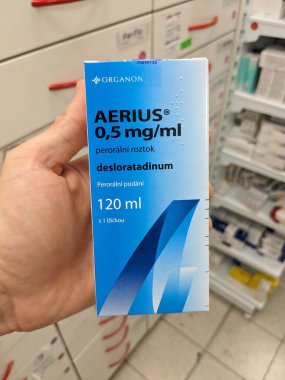 ORGANON
AERIUS®
0,5 mg/ml
perorální roztok
desloratadinum
Perorální podání
120 ml
s 1 lžičkou